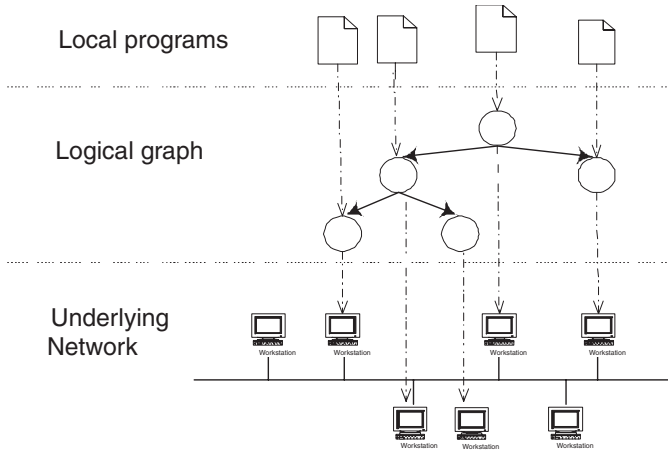 Local programs
Logical graph
Underlying
Network
Workstation
Workstation
Workstation
Workstation
Workstation
Workstation
Workstation